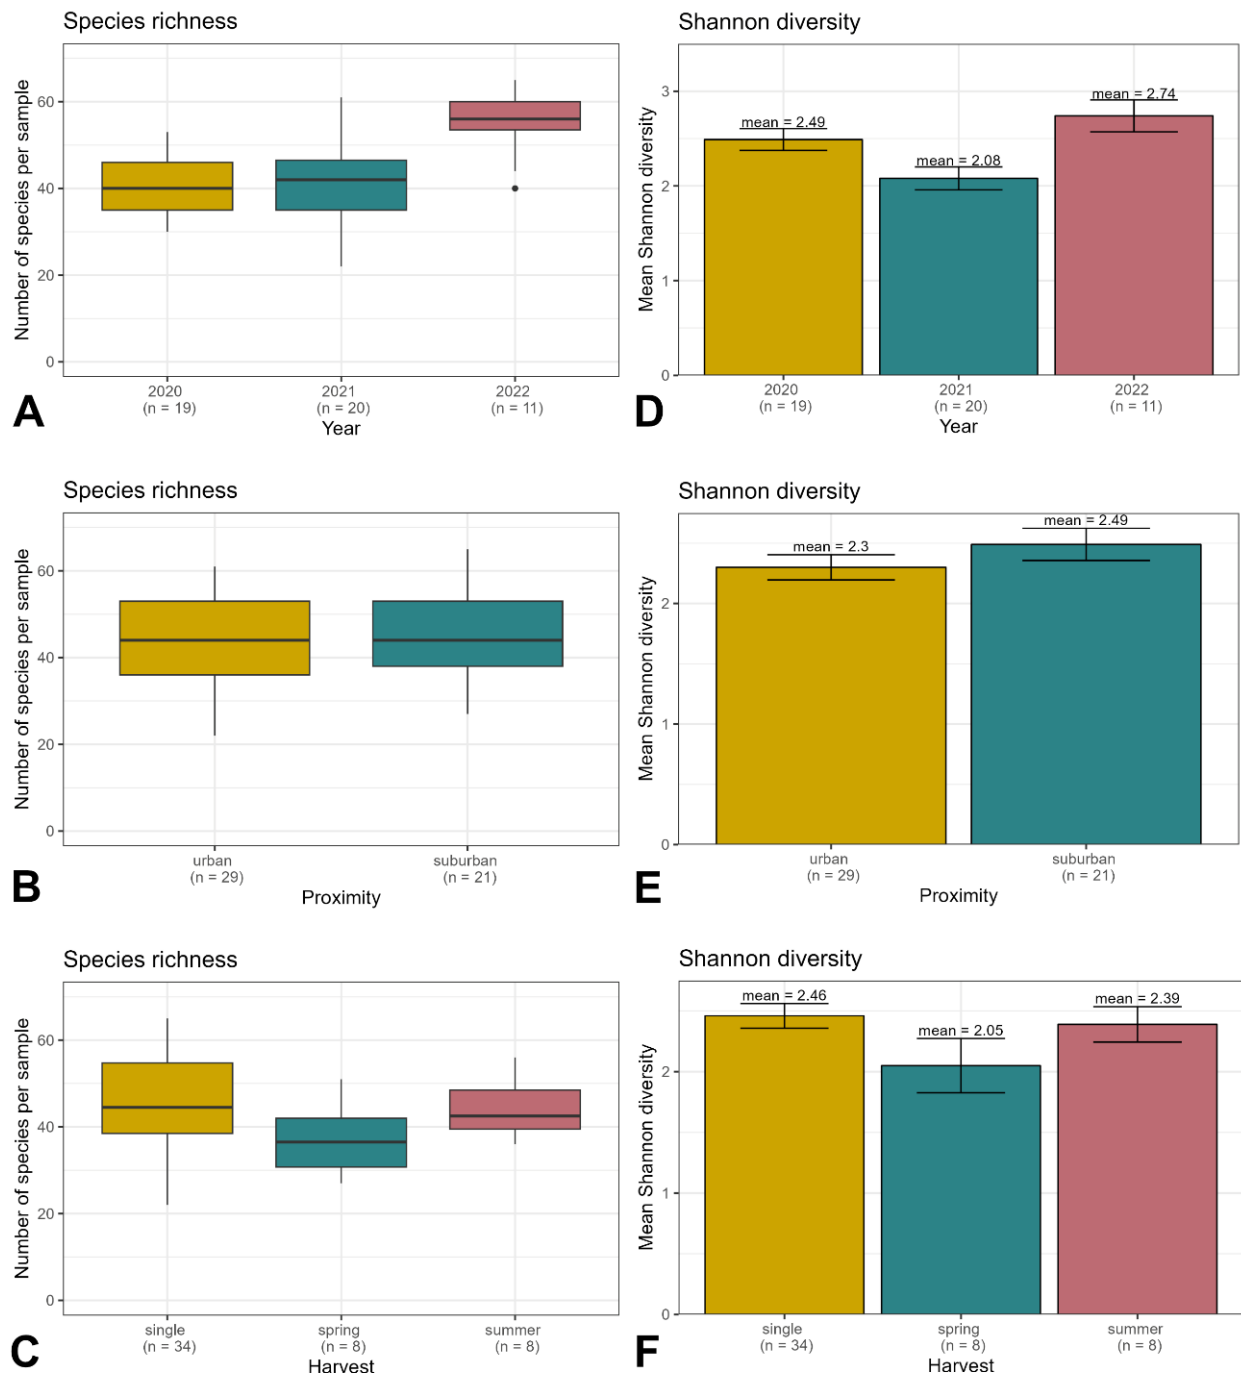 Species richness
Number of species per sample
60
40
20
0
2020
(n = 19)
2021
(n = 20)
2022
(n = 11)
Year
A
Shannon diversity
Mean Shannon diversity
3
2
1
0
mean = 2.49
mean = 2.08
mean = 2.74
2020
(n = 19)
2021
(n = 20)
2022
(n = 11)
Year
D
Species richness
Number of species per sample
60
40
20
0
urban
(n = 29)
suburban
(n = 21)
Proximity
B
Shannon diversity
Mean Shannon diversity
2
1
0
mean = 2.3
mean = 2.49
urban
(n = 29)
suburban
(n = 21)
Proximity
E
Species richness
Number of species per sample
60
40
20
0
single
(n = 34)
spring
(n = 8)
summer
(n = 8)
Harvest
C
Shannon diversity
Mean Shannon diversity
2
1
0
mean = 2.46
mean = 2.05
mean = 2.39
single
(n = 34)
spring
(n = 8)
summer
(n = 8)
Harvest
F